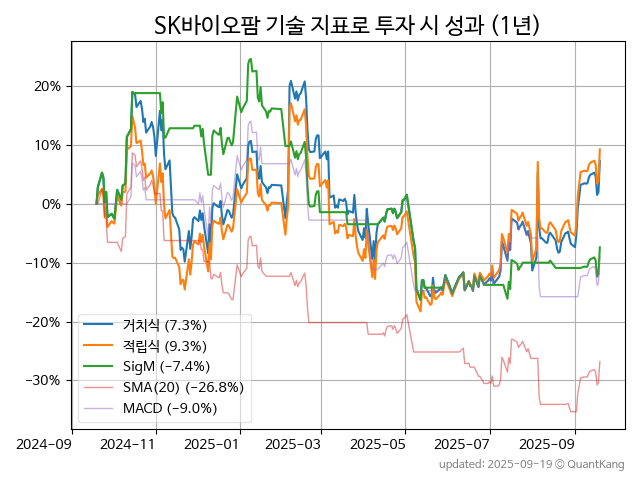 SK바이오팜 기술 지표로 투자 시 성과 (1년)
20%
10%
0%
−10%
−20%
−30%
거치식 (7.3%)
적립식 (9.3%)
SigM (−7.4%)
SMA(20) (−26.8%)
MACD (−9.0%)
2024-09 2024-11 2025-01 2025-03 2025-05 2025-07 2025-09
updated: 2025-09-19 © QuantKang